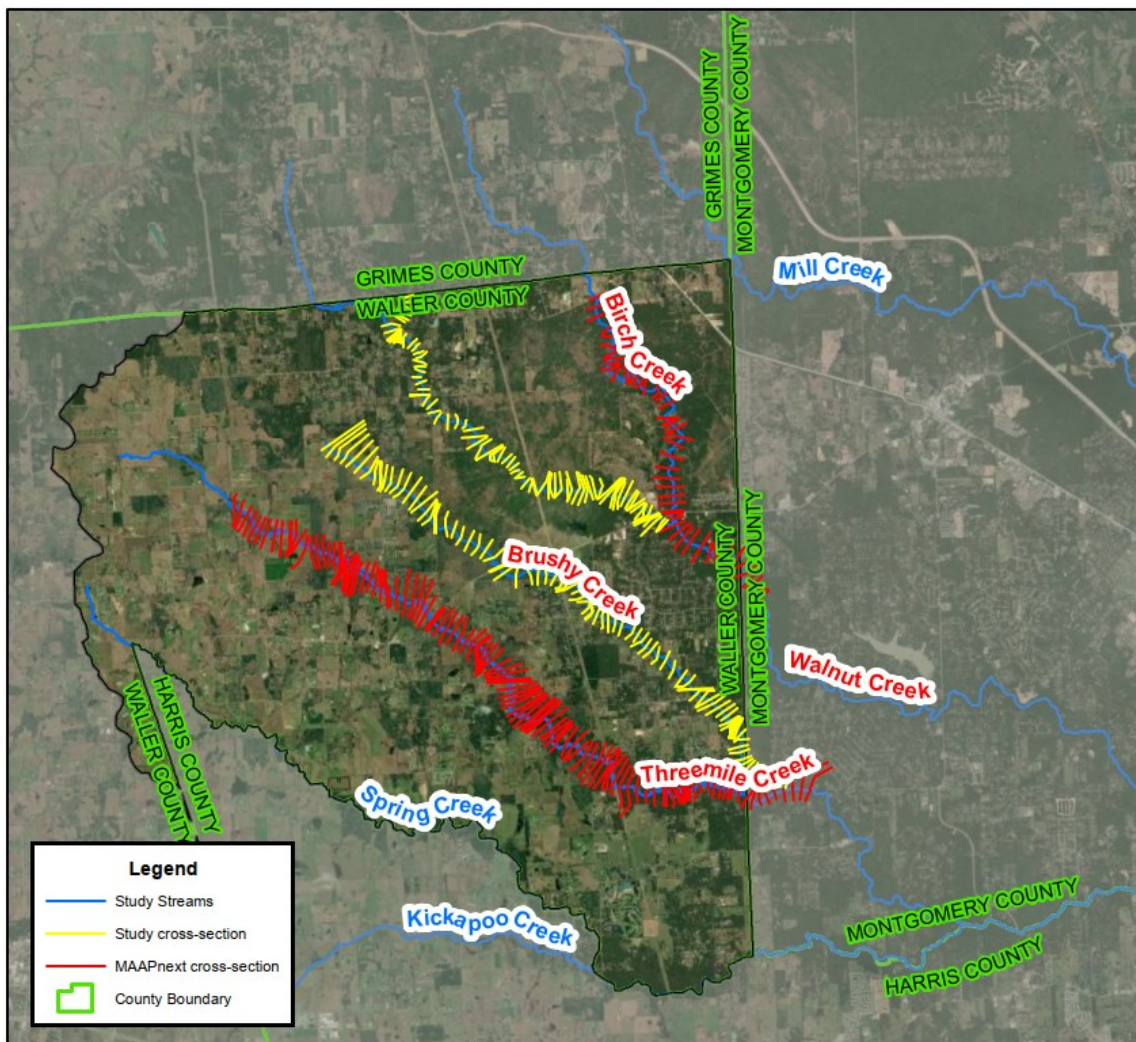 GRIMES COUNTY
MONTGOMERY COUNTY
GRIMES COUNTY
WALLER COUNTY
Mill Creek
Birch Creek
Brushy Creek
WALLER COUNTY
MONTGOMERY COUNTY
Walnut Creek
HARRIS COUNTY
WALLER COUNTY
Threemile Creek
Spring Creek
Kickapoo Creek
MONTGOMERY COUNTY
HARRIS COUNTY
Legend
Study Streams
Study cross-section
MAAPnext cross-section
County Boundary